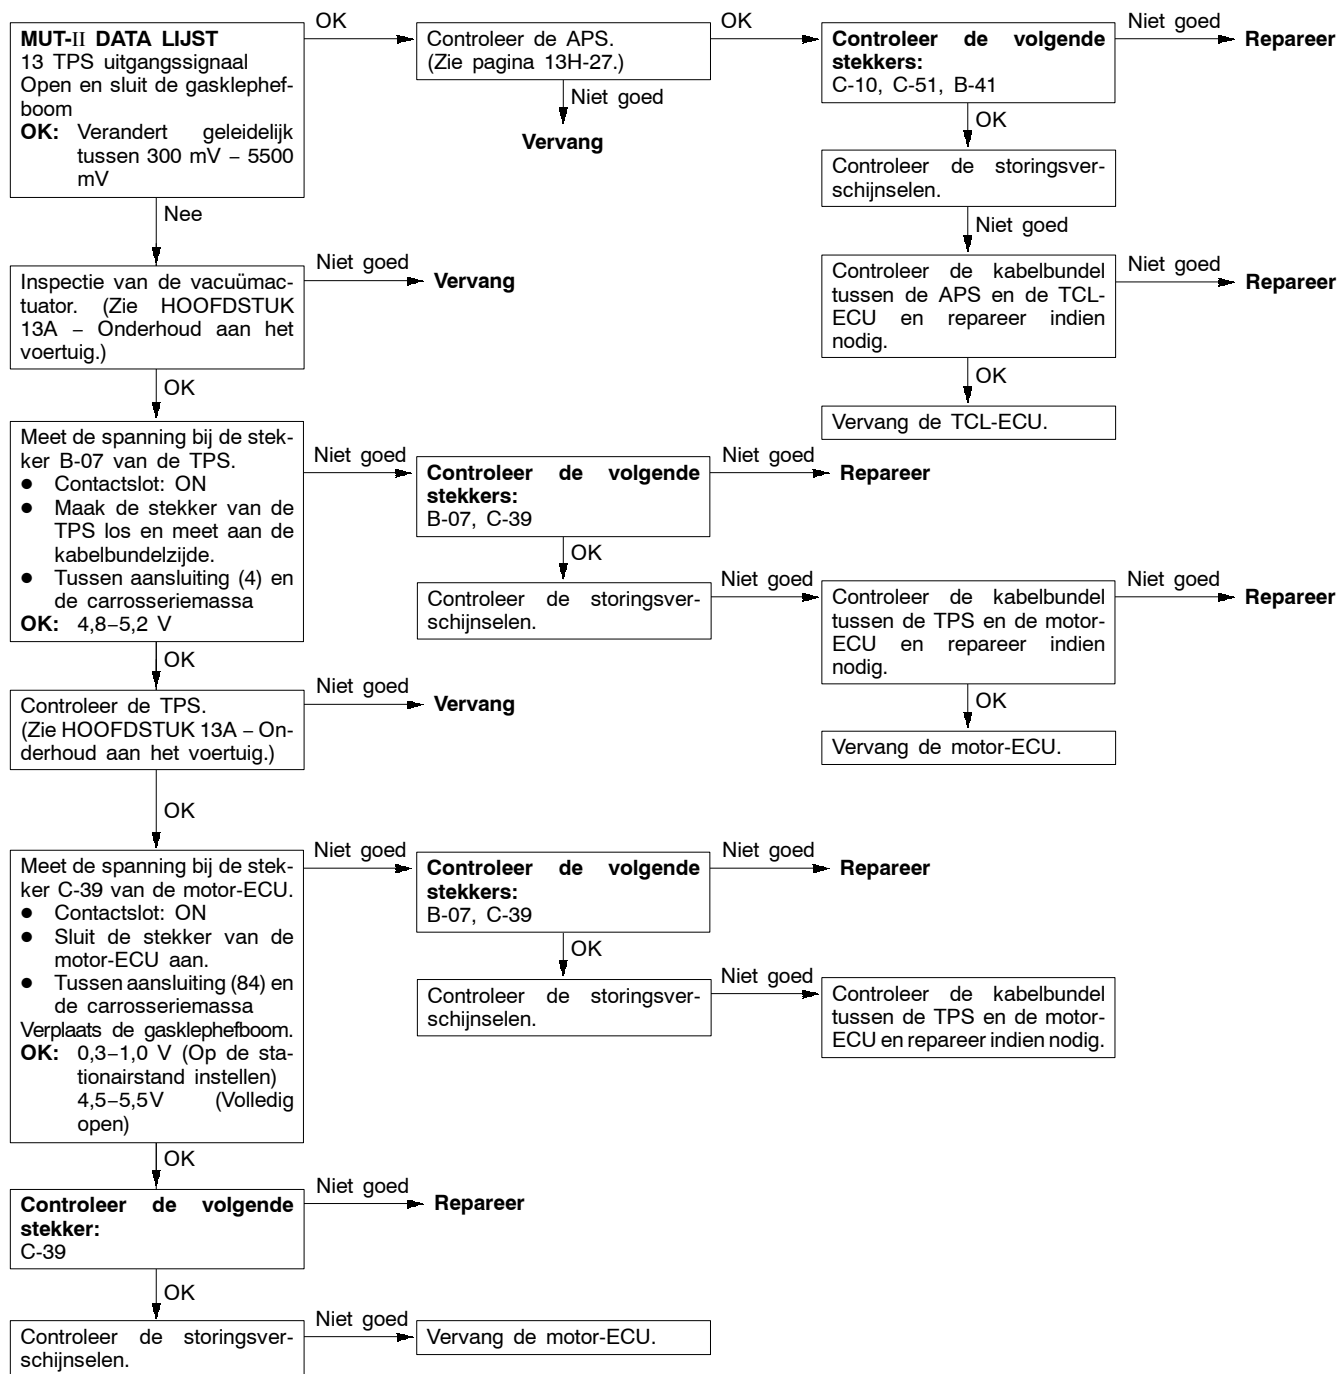 OK
OK
Niet goed
MUT-II DATA LIJST
13 TPS uitgangssignaal
Open en sluit de gasklephef-
boom
OK: Verandert geleidelijk
tussen 300 mV – 5500
mV
Controleer de APS.
(Zie pagina 13H-27.)
Controleer de volgende
stekkers:
C-10, C-51, B-41
Repareer
Niet goed
Vervang
OK
Controleer de storingsver-
schijnselen.
Nee
Niet goed
Inspectie van de vacuümac-
tuator. (Zie HOOFDSTUK
13A – Onderhoud aan het
voertuig.)
Niet goed
Vervang
Controleer de kabelbundel
tussen de APS en de TCL-
ECU en repareer indien
nodig.
Niet goed
Repareer
OK
OK
Vervang de TCL-ECU.
Meet de spanning bij de stek-
ker B-07 van de TPS.
● Contactslot: ON
● Maak de stekker van de
TPS los en meet aan de
kabelbundelzijde.
● Tussen aansluiting (4) en
de carrosseriemassa
OK: 4,8–5,2 V
Niet goed
Controleer de volgende
stekkers:
B-07, C-39
Niet goed
Repareer
OK
Controleer de storingsver-
schijnselen.
Niet goed
Controleer de kabelbundel
tussen de TPS en de motor-
ECU en repareer indien
nodig.
Niet goed
Repareer
OK
OK
Vervang de motor-ECU.
Controleer de TPS.
(Zie HOOFDSTUK 13A – On-
derhoud aan het voertuig.)
Niet goed
Vervang
OK
Meet de spanning bij de stek-
ker C-39 van de motor-ECU.
● Contactslot: ON
● Sluit de stekker van de
motor-ECU aan.
● Tussen aansluiting (84) en
de carrosseriemassa
Verplaats de gasklephefboom.
OK: 0,3–1,0 V (Op de sta-
tionairstand instellen)
4,5–5,5V (Volledig
open)
Niet goed
Controleer de volgende
stekkers:
B-07, C-39
Niet goed
Repareer
OK
Controleer de storingsver-
schijnselen.
Niet goed
Controleer de kabelbundel
tussen de TPS en de motor-
ECU en repareer indien nodig.
OK
Controleer de volgende
stekker:
C-39
Niet goed
Repareer
OK
Controleer de storingsver-
schijnselen.
Niet goed
Vervang de motor-ECU.